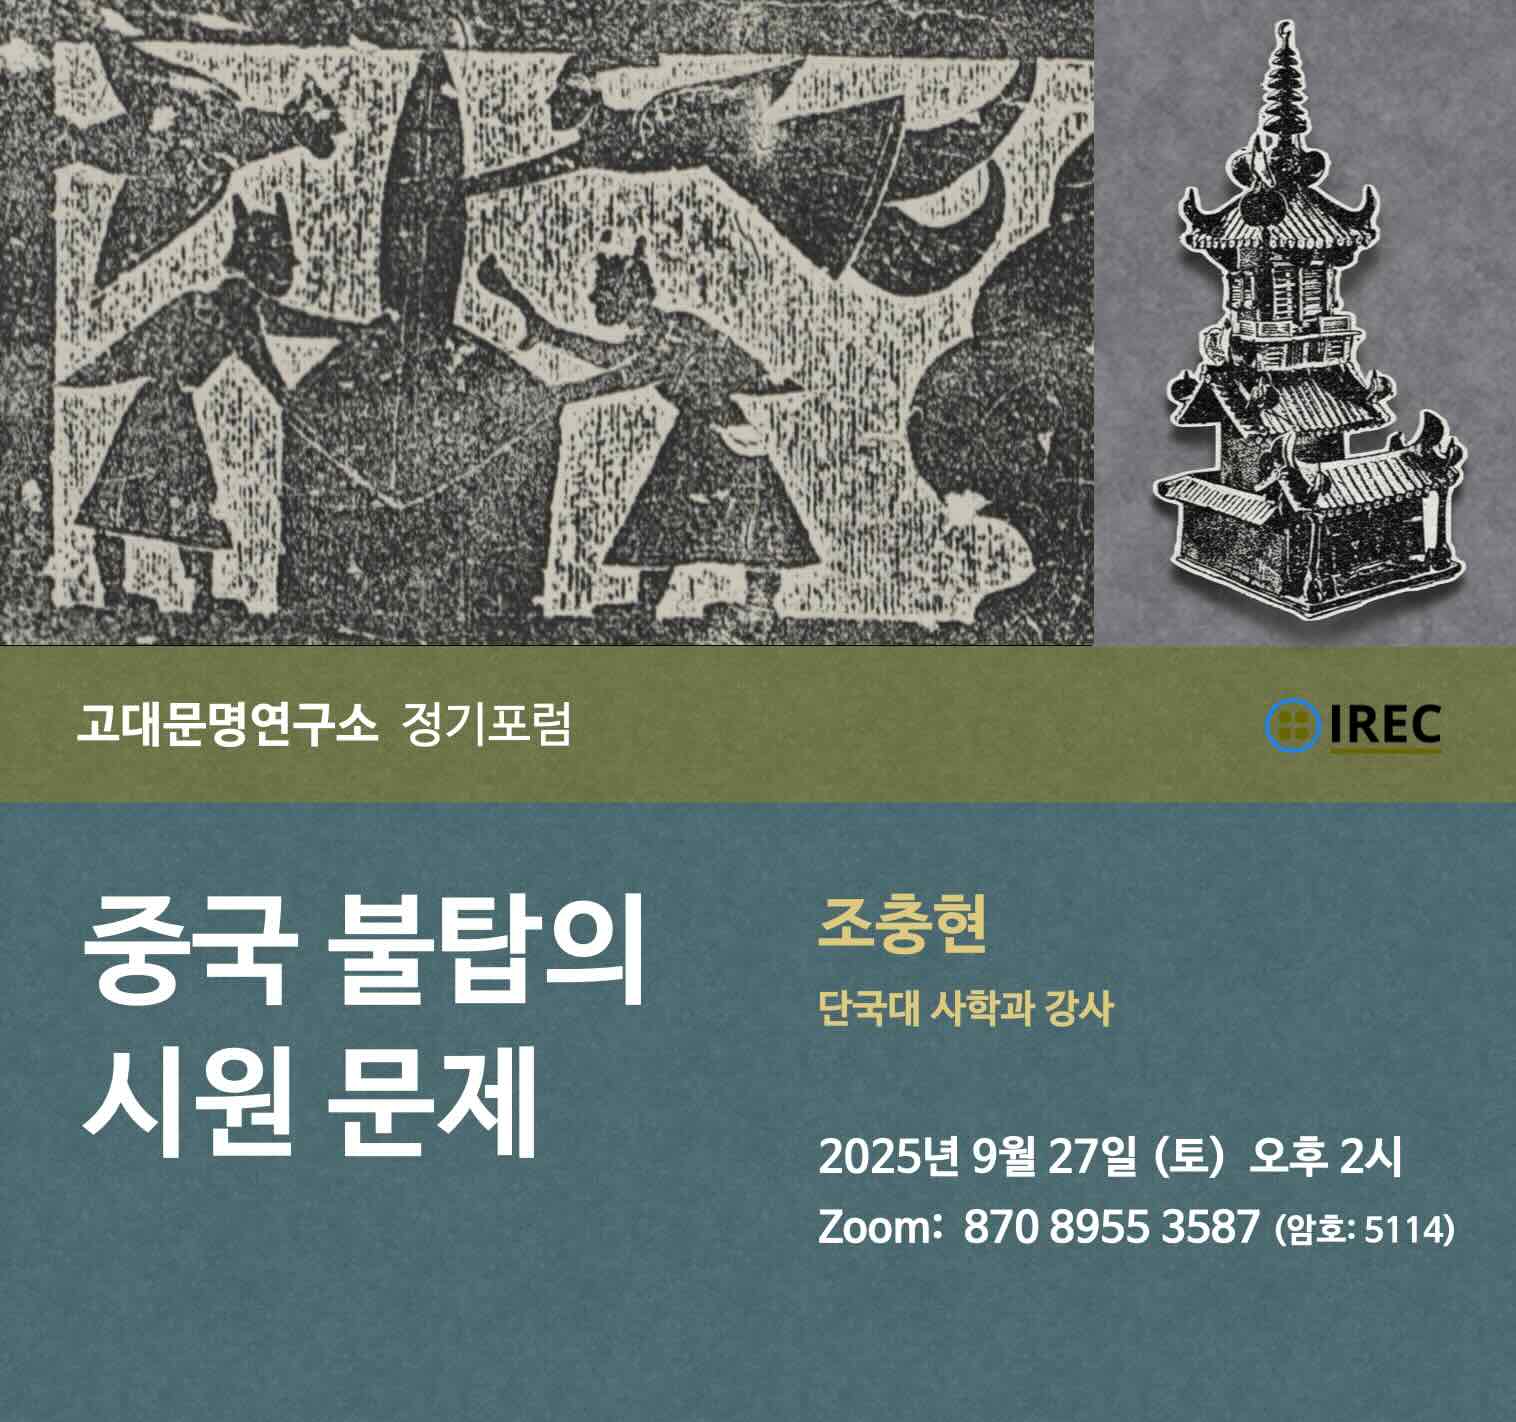 고대문명연구소 정기포럼
IREC
중국 불탑의
시원 문제
조충현
단국대 사학과 강사
2025년 9월 27일 (토) 오후 2시
Zoom: 870 8955 3587 (암호: 5114)